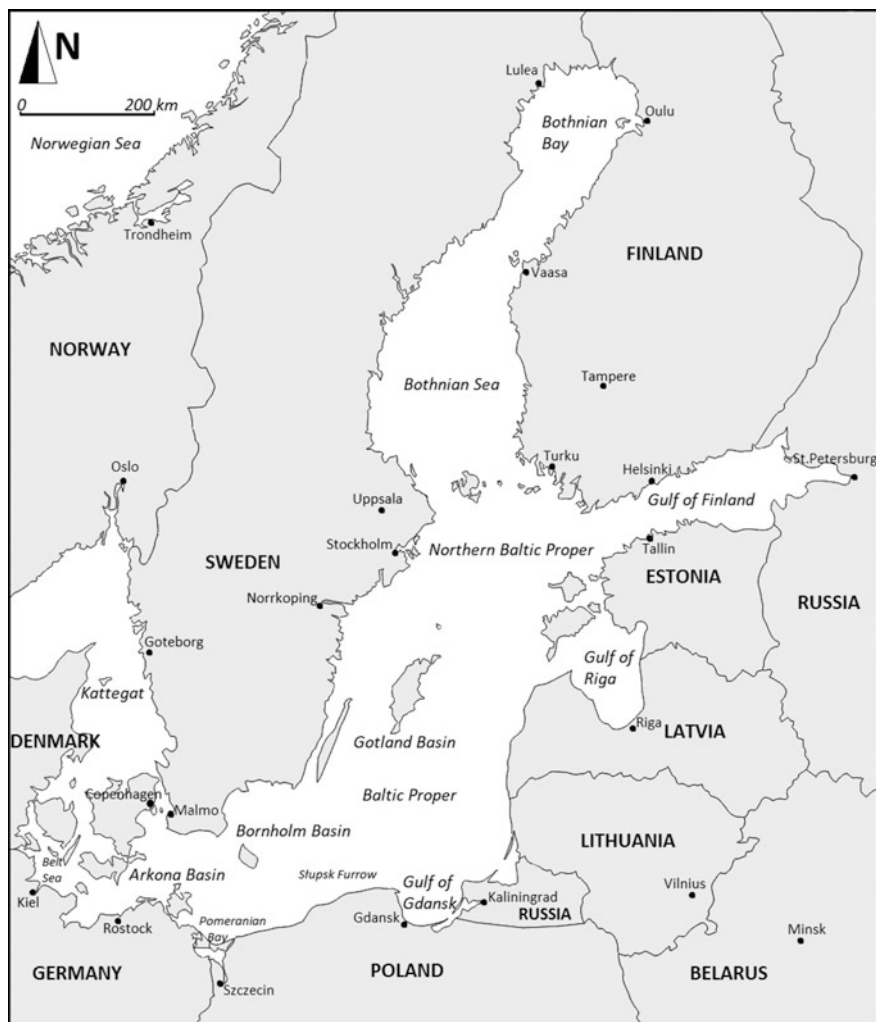 N
0
200 km
Norwegian Sea
Trondheim
Lulea
Bothnian
Bay
Oulu
FINLAND
Vaasa
NORWAY
Bothnian Sea
Tampere
Oslo
Turku
Helsinki
St.Petersburg
Uppsala
Gulf of Finland
Stockholm
Northern Baltic Proper
Tallin
SWEDEN
ESTONIA
Norrkoping
RUSSIA
Goteborg
Gulf of
Riga
Kattegat
Riga
LATVIA
DENMARK
Gotland Basin
Copenhagen
Malmo
Baltic Proper
Bornholm Basin
LITHUANIA
Belt
Sea
Arkona Basin
Słupsk Furrow
Gulf of
Gdansk
Vilnius
Kiel
Kaliningrad
RUSSIA
Rostock
Pomeranian
Bay
Gdansk
Minsk
GERMANY
POLAND
BELARUS
Szczecin